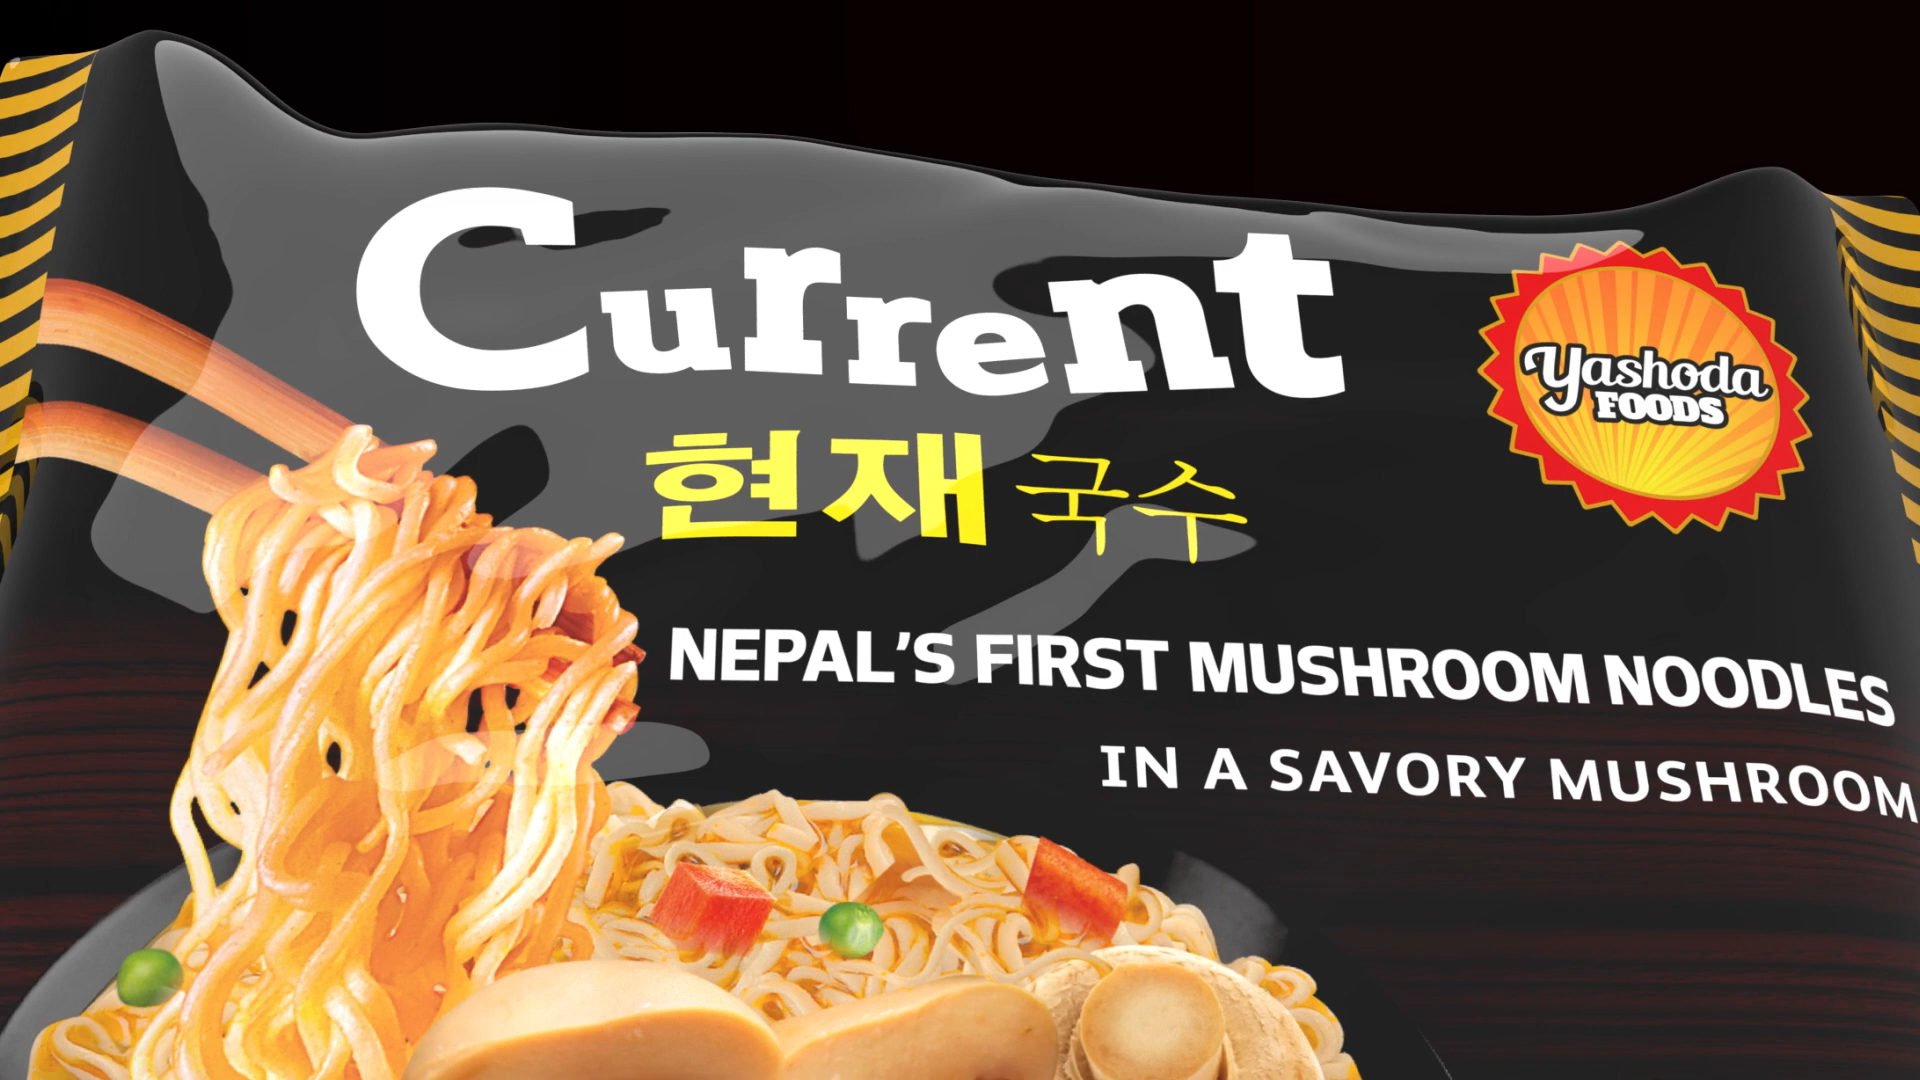 Current
현재 국수
Yashoda
FOODS
NEPAL'S FIRST MUSHROOM NOODLES
IN A SAVORY MUSHROOM